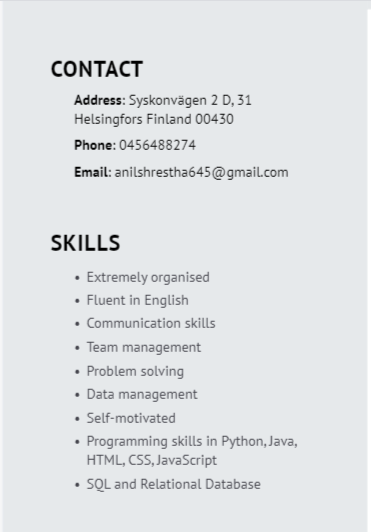 CONTACT
Address: Syskonvägen 2 D, 31
Helsingfors Finland 00430
Phone: 0456488274
Email: anilshrestha645@gmail.com
SKILLS
• Extremely organised
• Fluent in English
• Communication skills
• Team management
• Problem solving
• Data management
• Self-motivated
• Programming skills in Python, Java,
HTML, CSS, JavaScript
• SQL and Relational Database